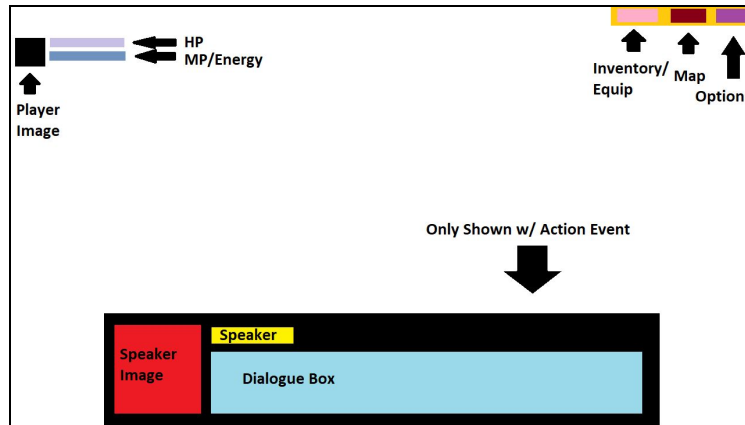 HP
MP/Energy
Player
Image
Inventory/
Equip
Map
Option
Only Shown w/ Action Event
Speaker
Image
Speaker
Dialogue Box